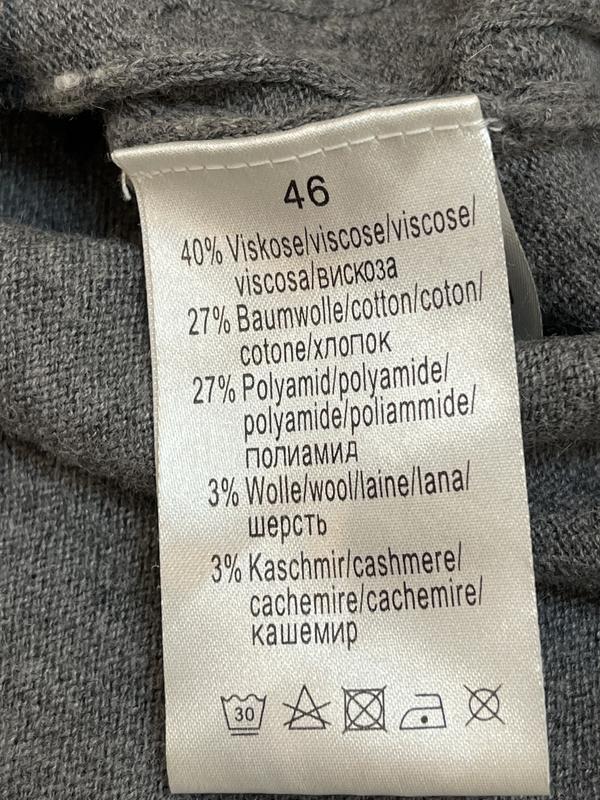 46
40% Viskose/viscose/viscose/
viscosa/вискоза
27% Baumwolle/cotton/coton/
cotone/хлопок
27% Polyamid/polyamide/
polyamide/poliammide/
полиамид
3% Wolle/wool/laine/lana/
шерсть
3% Kaschmir/cashmere/
cachemire/cachemire/
кашемир
30